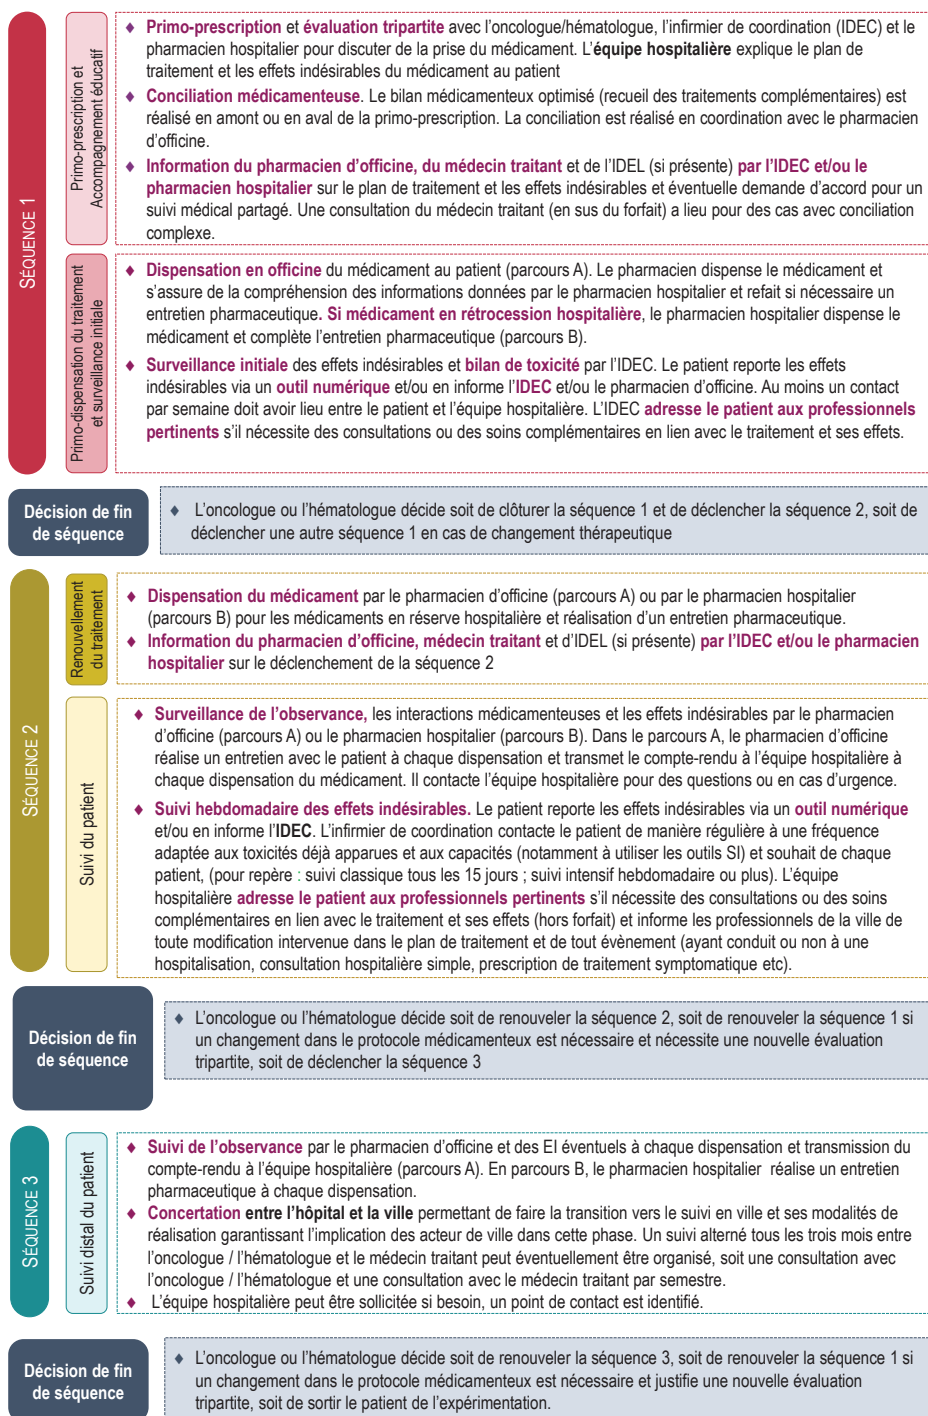 SÉQUENCE 1
Primo-prescription et
Accompagnement éducatif
♦ Primo-prescription et évaluation tripartite avec l'oncologue/hématologue, l'infirmier de coordination (IDEC) et le
pharmacien hospitalier pour discuter de la prise du médicament. L'équipe hospitalière explique le plan de
traitement et les effets indésirables du médicament au patient
♦ Conciliation médicamenteuse. Le bilan médicamenteux optimisé (recueil des traitements complémentaires) est
réalisé en amont ou en aval de la primo-prescription. La conciliation est réalisé en coordination avec le pharmacien
d'officine.
♦ Information du pharmacien d'officine, du médecin traitant et de l'IDEL (si présente) par l'IDEC et/ou le
pharmacien hospitalier sur le plan de traitement et les effets indésirables et éventuelle demande d'accord pour un
suivi médical partagé. Une consultation du médecin traitant (en sus du forfait) a lieu pour des cas avec conciliation
complexe.
Primo-dispensation du traitement
et surveillance initiale
♦ Dispensation en officine du médicament au patient (parcours A). Le pharmacien dispense le médicament et
s'assure de la compréhension des informations données par le pharmacien hospitalier et refait si nécessaire un
entretien pharmaceutique. Si médicament en rétrocession hospitalière, le pharmacien hospitalier dispense le
médicament et complète l'entretien pharmaceutique (parcours B).
♦ Surveillance initiale des effets indésirables et bilan de toxicité par l'IDEC. Le patient reporte les effets
indésirables via un outil numérique et/ou en informe l'IDEC et/ou le pharmacien d'officine. Au moins un contact
par semaine doit avoir lieu entre le patient et l'équipe hospitalière. L'IDEC adresse le patient aux professionnels
pertinents s'il nécessite des consultations ou des soins complémentaires en lien avec le traitement et ses effets.
Décision de fin
de séquence
♦ L'oncologue ou l'hématologue décide soit de clôturer la séquence 1 et de déclencher la séquence 2, soit de
déclencher une autre séquence 1 en cas de changement thérapeutique
SÉQUENCE 2
Renouvellement
du traitement
♦ Dispensation du médicament par le pharmacien d'officine (parcours A) ou par le pharmacien hospitalier
(parcours B) pour les médicaments en réserve hospitalière et réalisation d'un entretien pharmaceutique.
♦ Information du pharmacien d'officine, médecin traitant et d'IDEL (si présente) par l'IDEC et/ou le pharmacien
hospitalier sur le déclenchement de la séquence 2
Suivi du patient
♦ Surveillance de l'observance, les interactions médicamenteuses et les effets indésirables par le pharmacien
d'officine (parcours A) ou le pharmacien hospitalier (parcours B). Dans le parcours A, le pharmacien d'officine
réalise un entretien avec le patient à chaque dispensation et transmet le compte-rendu à l'équipe hospitalière à
chaque dispensation du médicament. Il contacte l'équipe hospitalière pour des questions ou en cas d'urgence.
♦ Suivi hebdomadaire des effets indésirables. Le patient reporte les effets indésirables via un outil numérique
et/ou en informe l'IDEC. L'infirmier de coordination contacte le patient de manière régulière à une fréquence
adaptée aux toxicités déjà apparues et aux capacités (notamment à utiliser les outils SI) et souhait de chaque
patient, (pour repère : suivi classique tous les 15 jours ; suivi intensif hebdomadaire ou plus). L'équipe
hospitalière adresse le patient aux professionnels pertinents s'il nécessite des consultations ou des soins
complémentaires en lien avec le traitement et ses effets (hors forfait) et informe les professionnels de la ville de
toute modification intervenue dans le plan de traitement et de tout évènement (ayant conduit ou non à une
hospitalisation, consultation hospitalière simple, prescription de traitement symptomatique etc).
Décision de fin
de séquence
♦ L'oncologue ou l'hématologue décide soit de renouveler la séquence 2, soit de renouveler la séquence 1 si
un changement dans le protocole médicamenteux est nécessaire et nécessite une nouvelle évaluation
tripartite, soit de déclencher la séquence 3
SÉQUENCE 3
Suivi distal du patient
♦ Suivi de l'observance par le pharmacien d'officine et des EI éventuels à chaque dispensation et transmission du
compte-rendu à l'équipe hospitalière (parcours A). En parcours B, le pharmacien hospitalier réalise un entretien
pharmaceutique à chaque dispensation.
♦ Concertation entre l'hôpital et la ville permettant de faire la transition vers le suivi en ville et ses modalités de
réalisation garantissant l'implication des acteur de ville dans cette phase. Un suivi alterné tous les trois mois entre
l'oncologue / l'hématologue et le médecin traitant peut éventuellement être organisé, soit une consultation avec
l'oncologue / l'hématologue et une consultation avec le médecin traitant par semestre.
♦ L'équipe hospitalière peut être sollicitée si besoin, un point de contact est identifié.
Décision de fin
de séquence
♦ L'oncologue ou l'hématologue décide soit de renouveler la séquence 3, soit de renouveler la séquence 1 si
un changement dans le protocole médicamenteux est nécessaire et justifie une nouvelle évaluation
tripartite, soit de sortir le patient de l'expérimentation.